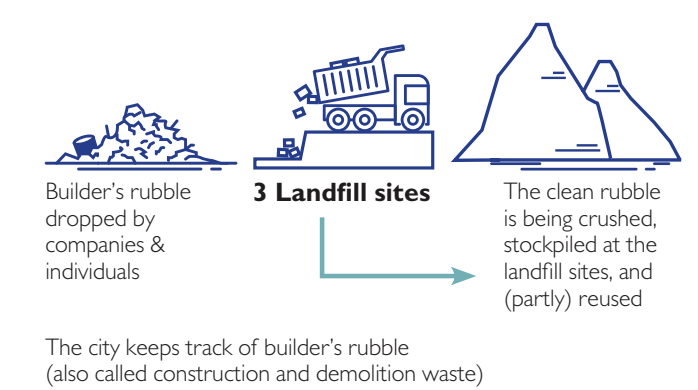 Builder’s rubble
dropped by
companies &
individuals
3 Landfill sites
The clean rubble
is being crushed,
stockpiled at the
landfill sites, and
(partly) reused
The city keeps track of builder’s rubble
(also called construction and demolition waste)